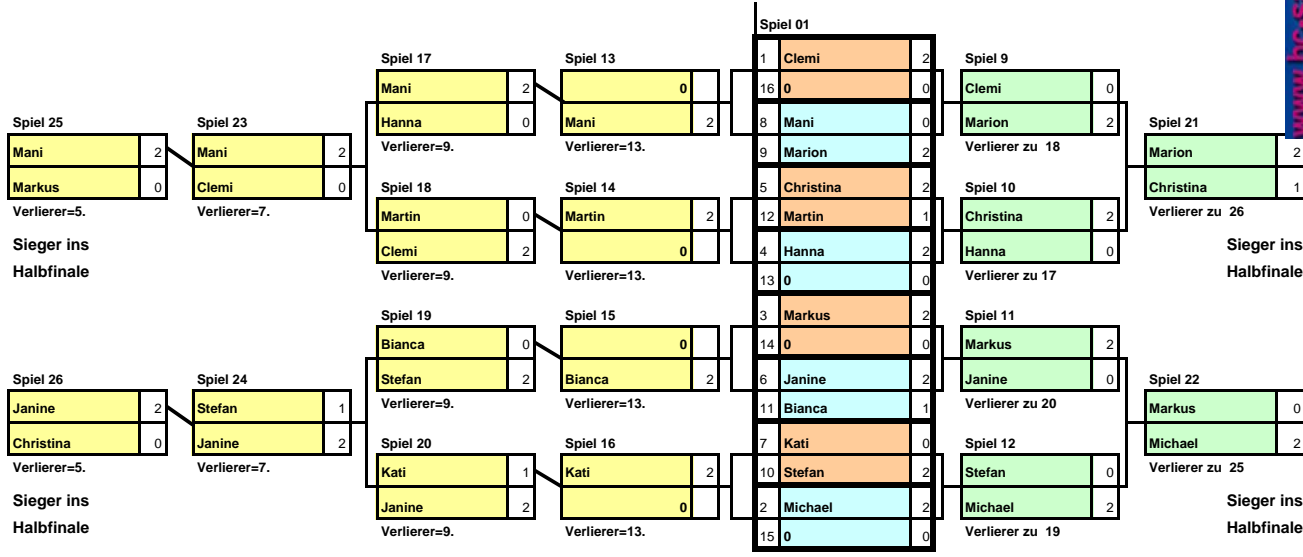 Spiel 01
Spiel 17 Spiel 13 1 Clemi 2 Spiel 9
Mani 2 0 16 0 0 Clemi 0
Spiel 25 Spiel 23 Hanna 0 Mani 2 8 Mani 0 Marion 2 Spiel 21
Mani 2 Mani 2 Verlierer=9. Verlierer=13. 9 Marion 2 Verlierer zu 18 Marion 2
Markus 0 Clemi 0 Spiel 18 Spiel 14 5 Christina 2 Spiel 10 Christina 1
Verlierer=5. Verlierer=7. Martin 0 Martin 2 12 Martin 1 Christina 2 Verlierer zu 26
Sieger ins Clemi 2 0 4 Hanna 2 Hanna 0 Sieger ins
Halbfinale Verlierer=9. Verlierer=13. 13 0 0 Verlierer zu 17 Halbfinale
Spiel 19 Spiel 15 3 Markus 2 Spiel 11
Bianca 0 0 14 0 0 Markus 2
Spiel 26 Spiel 24 Stefan 2 Bianca 2 6 Janine 2 Janine 0 Spiel 22
Janine 2 Stefan 1 Verlierer=9. Verlierer=13. 11 Bianca 1 Verlierer zu 20 Markus 0
Christina 0 Janine 2 Spiel 20 Spiel 16 7 Kati 0 Spiel 12 Michael 2
Verlierer=5. Verlierer=7. Kati 1 Kati 2 10 Stefan 2 Stefan 0 Verlierer zu 25
Sieger ins Janine 2 0 2 Michael 2 Michael 2 Sieger ins
Halbfinale Verlierer=9. Verlierer=13. 15 0 0 Verlierer zu 19 Halbfinale